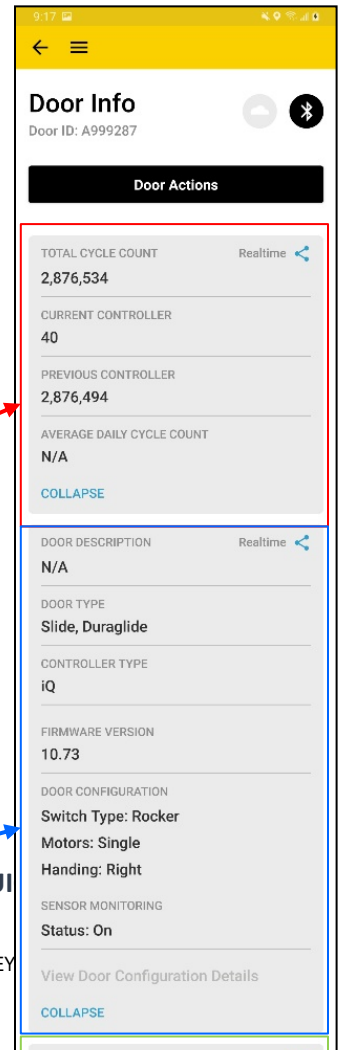 9:17
Door Info
Door ID: A999287
Door Actions
TOTAL CYCLE COUNT Realtime
2,876,534
CURRENT CONTROLLER
40
PREVIOUS CONTROLLER
2,876,494
AVERAGE DAILY CYCLE COUNT
N/A
COLLAPSE
DOOR DESCRIPTION Realtime
N/A
DOOR TYPE
Slide, Duraglide
CONTROLLER TYPE
iQ
FIRMWARE VERSION
10.73
DOOR CONFIGURATION
Switch Type: Rocker
Motors: Single
Handing: Right
UI
SENSOR MONITORING
Status: On
EY
View Door Configuration Details
COLLAPSE